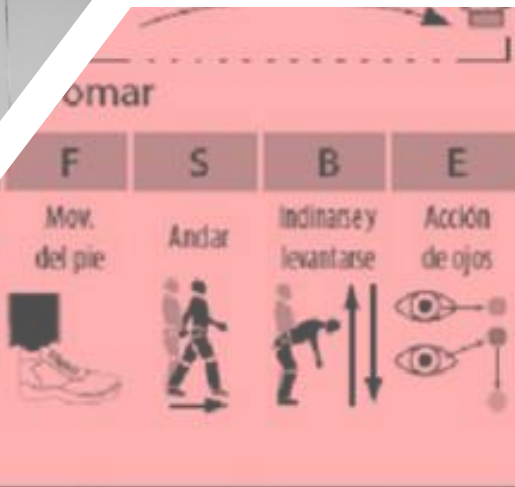 omar
F S B E
Mov.
del pie
Andar
Inclinarse y
levantarse
Acción
de ojos